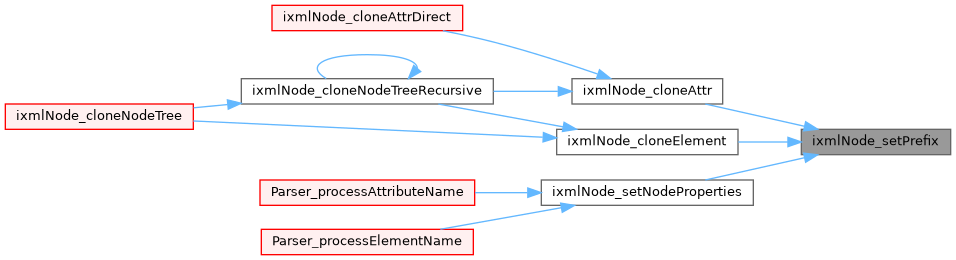 ixmlNode_cloneAttrDirect
ixmlNode_cloneNodeTreeRecursive
ixmlNode_cloneAttr
ixmlNode_cloneNodeTree
ixmlNode_cloneElement
ixmlNode_setPrefix
Parser_processAttributeName
ixmlNode_setNodeProperties
Parser_processElementName